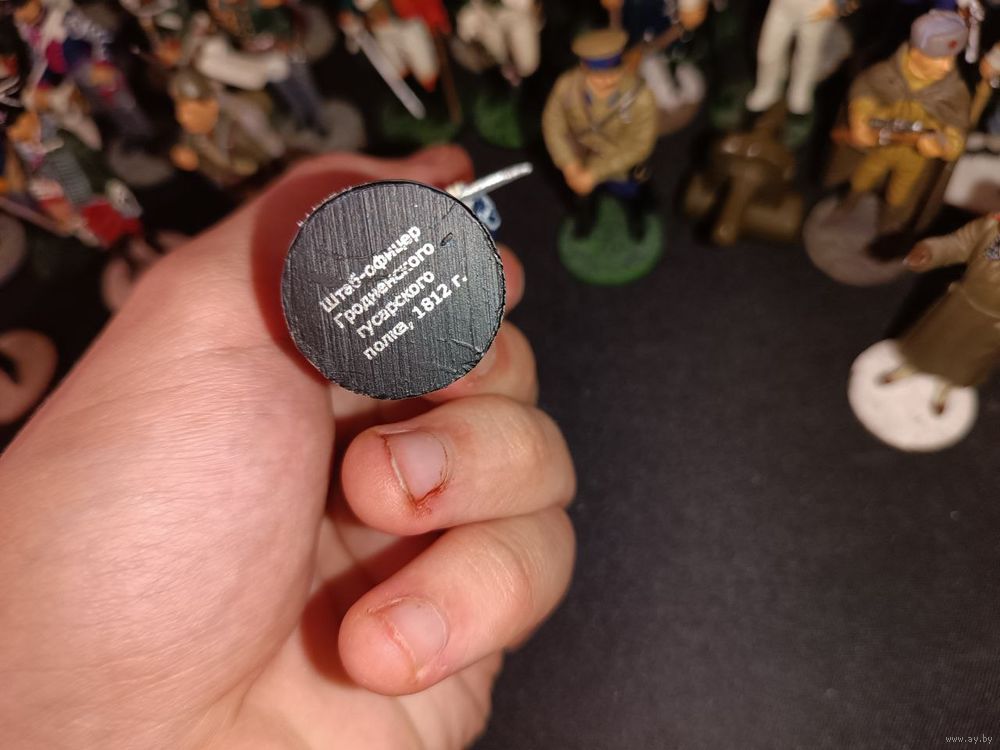 Штаб-офицер
Гродненского
гусарского
полка, 1812 г.
www.ay.by